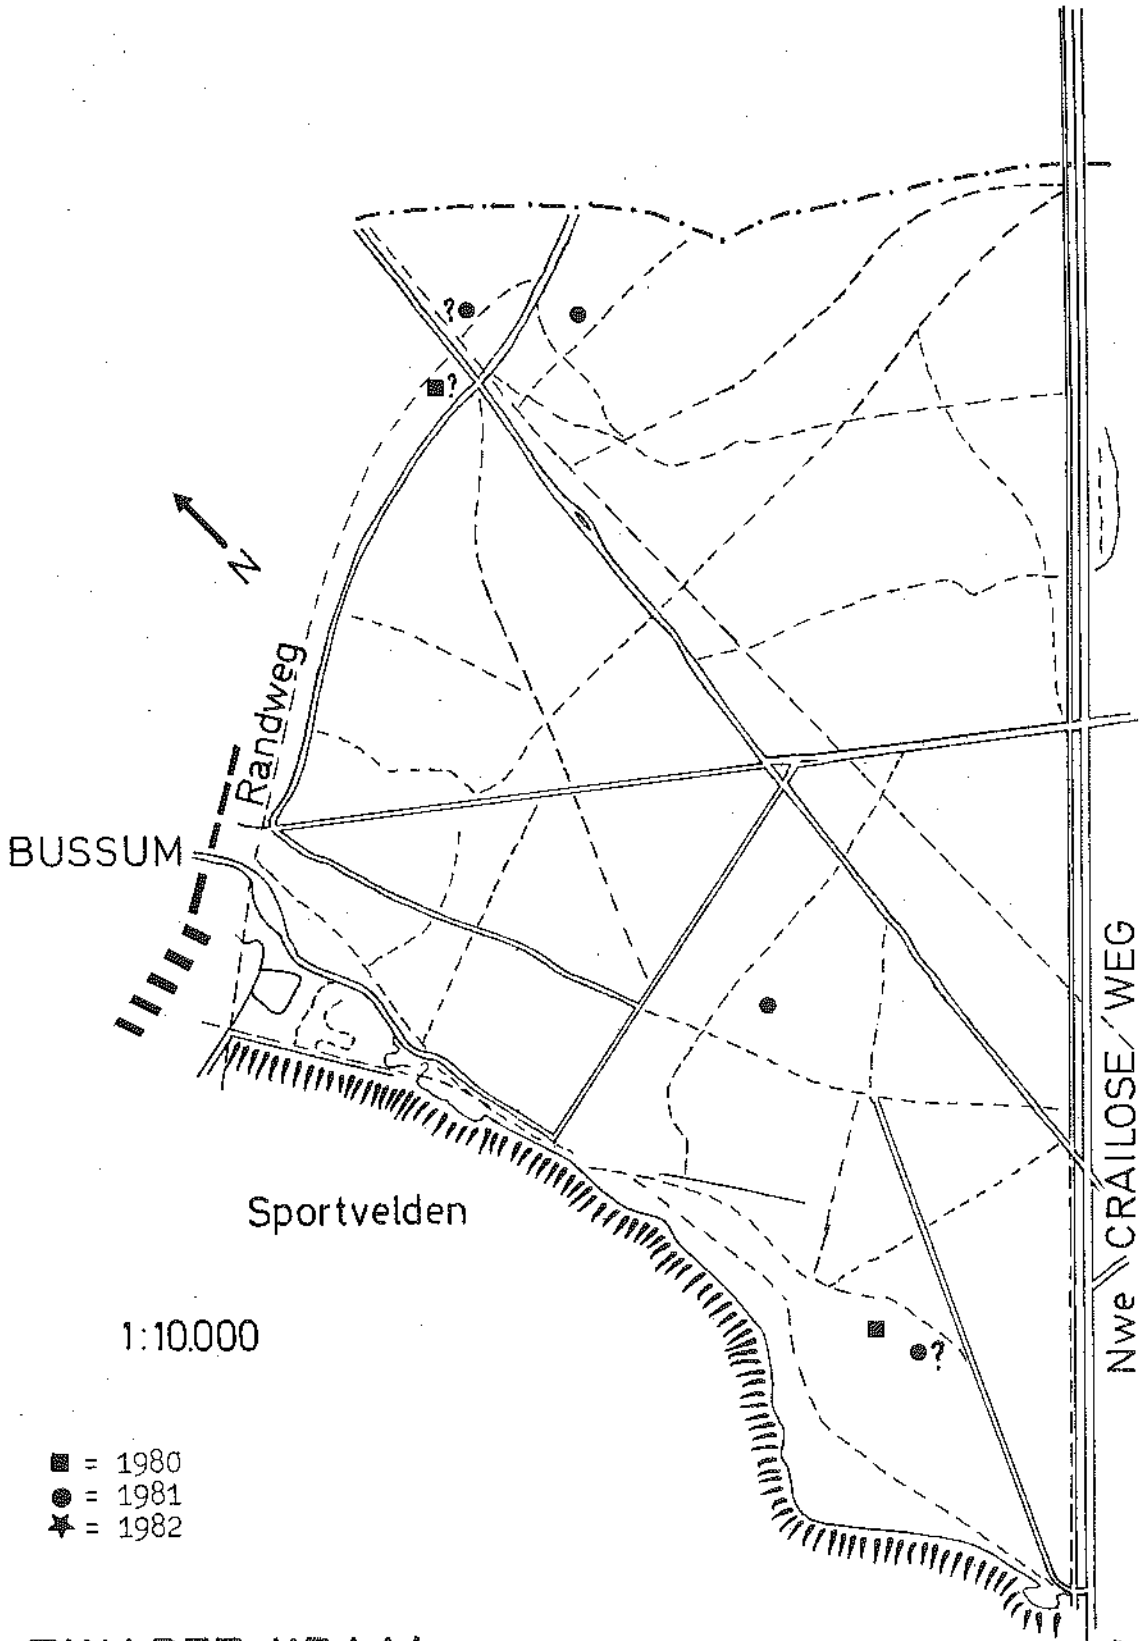 ?
?
N
Randweg
BUSSUM
Nwe CRAILOSE/WEG
Sportvelden
1:10.000
?
■ = 1980
● = 1981
★ = 1982